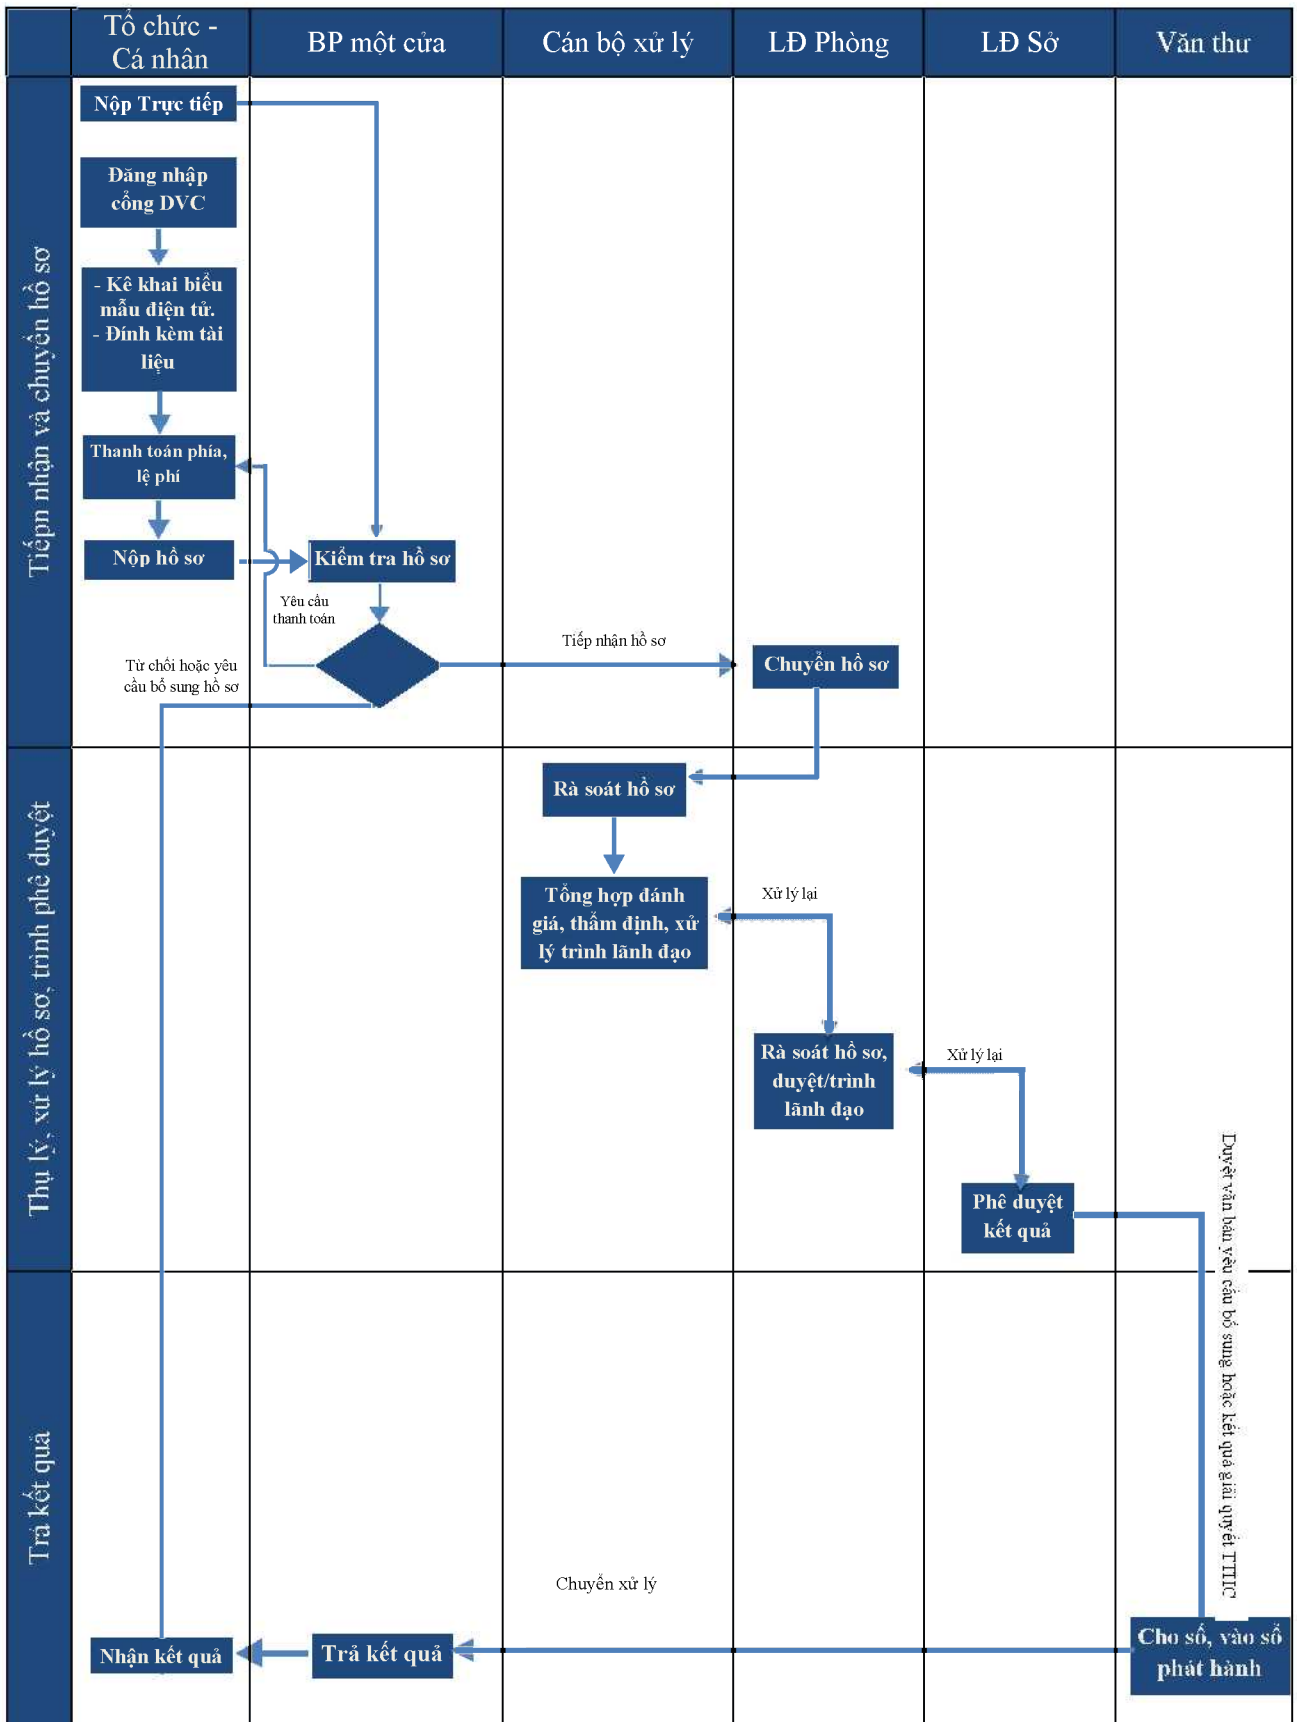 Tổ chức -
Cá nhân
BP một cửa
Cán bộ xử lý
LĐ Phòng
LĐ Sở
Văn thư
Tiếpn nhận và chuyển hồ sơ
Nộp Trực tiếp
Đăng nhập
cổng DVC
- Kê khai biểu
mẫu điện tử.
- Đính kèm tài
liệu
Thanh toán phía,
lệ phí
Nộp hồ sơ
Kiểm tra hồ sơ
Yêu cầu
thanh toán
Tiếp nhận hồ sơ
Chuyển hồ sơ
Từ chối hoặc yêu
cầu bổ sung hồ sơ
Thụ lý, xử lý hồ sơ, trình phê duyệt
Rà soát hồ sơ
Tổng hợp đánh
giá, thẩm định, xử
lý trình lãnh đạo
Xử lý lại
Rà soát hồ sơ,
duyệt/trình
lãnh đạo
Xử lý lại
Phê duyệt
kết quả
Duyệt văn bản yêu cầu bổ sung hoặc kết quả giải quyết TTHC
Trả kết quả
Chuyển xử lý
Nhận kết quả
Trả kết quả
Cho số, vào sổ
phát hành